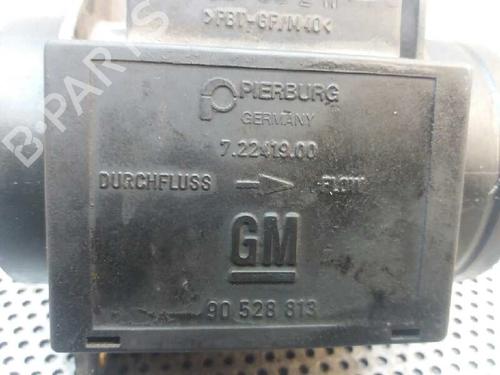 >PBT-GF/M40<
PIERBURG
GERMANY
7.22419.00
DURCHFLUSS FLOW
GM
90 528 813
B-PARTS